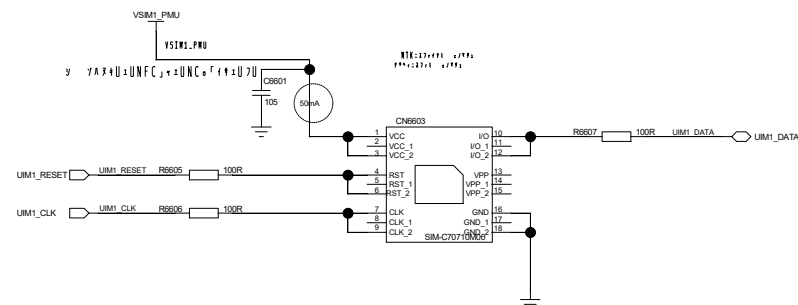 VSIM1_PMU
VSIM1_PMU
C6601
105
50mA
CN6603
1 VCC I/O 10
2 VCC_1 I/O_1 11
3 VCC_2 I/O_2 12
R6607 100R UIM1_DATA UIM1_DATA
4 RST VPP 13
5 RST_1 VPP_1 14
6 RST_2 VPP_2 15
UIM1_RESET UIM1_RESET R6605 100R
7 CLK GND 16
8 CLK_1 GND_1 17
9 CLK_2 GND_2 18
UIM1_CLK UIM1_CLK R6606 100R
SIM-C70710M00